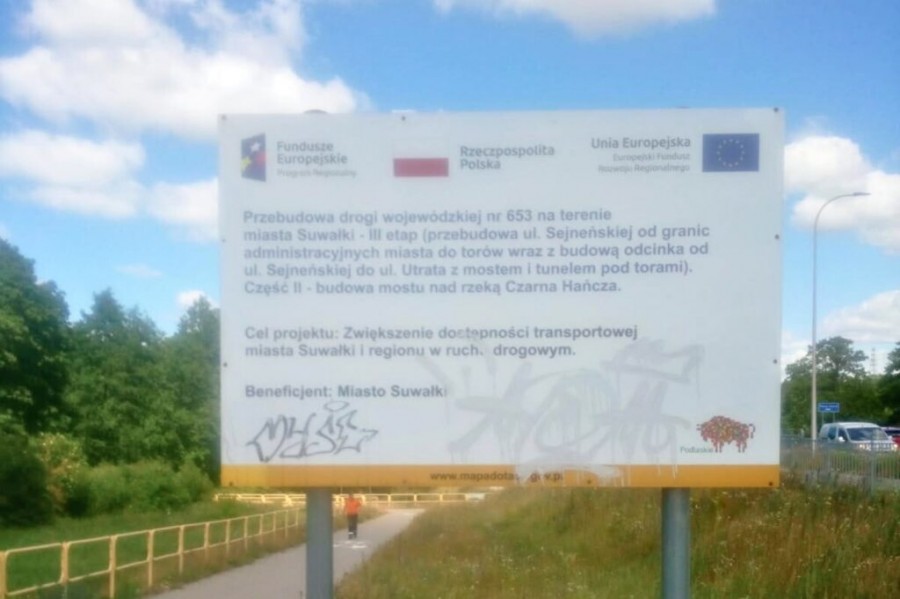 Fundusze
Europejskie
Program Regionalny
Rzeczpospolita
Polska
Unia Europejska
Europejski Fundusz
Rozwoju Regionalnego
Przebudowa drogi wojewódzkiej nr 653 na terenie
miasta Suwałki - III etap (przebudowa ul. Sejneńskiej od granic
administracyjnych miasta do torów wraz z budową odcinka od
ul. Sejneńskiej do ul. Utrata z mostem i tunelem pod torami).
Część II - budowa mostu nad rzeką Czarna Hańcza.
Cel projektu: Zwiększenie dostępności transportowej
miasta Suwałki i regionu w ruch. drogowym.
Beneficjent: Miasto Suwałki
Podlaskie